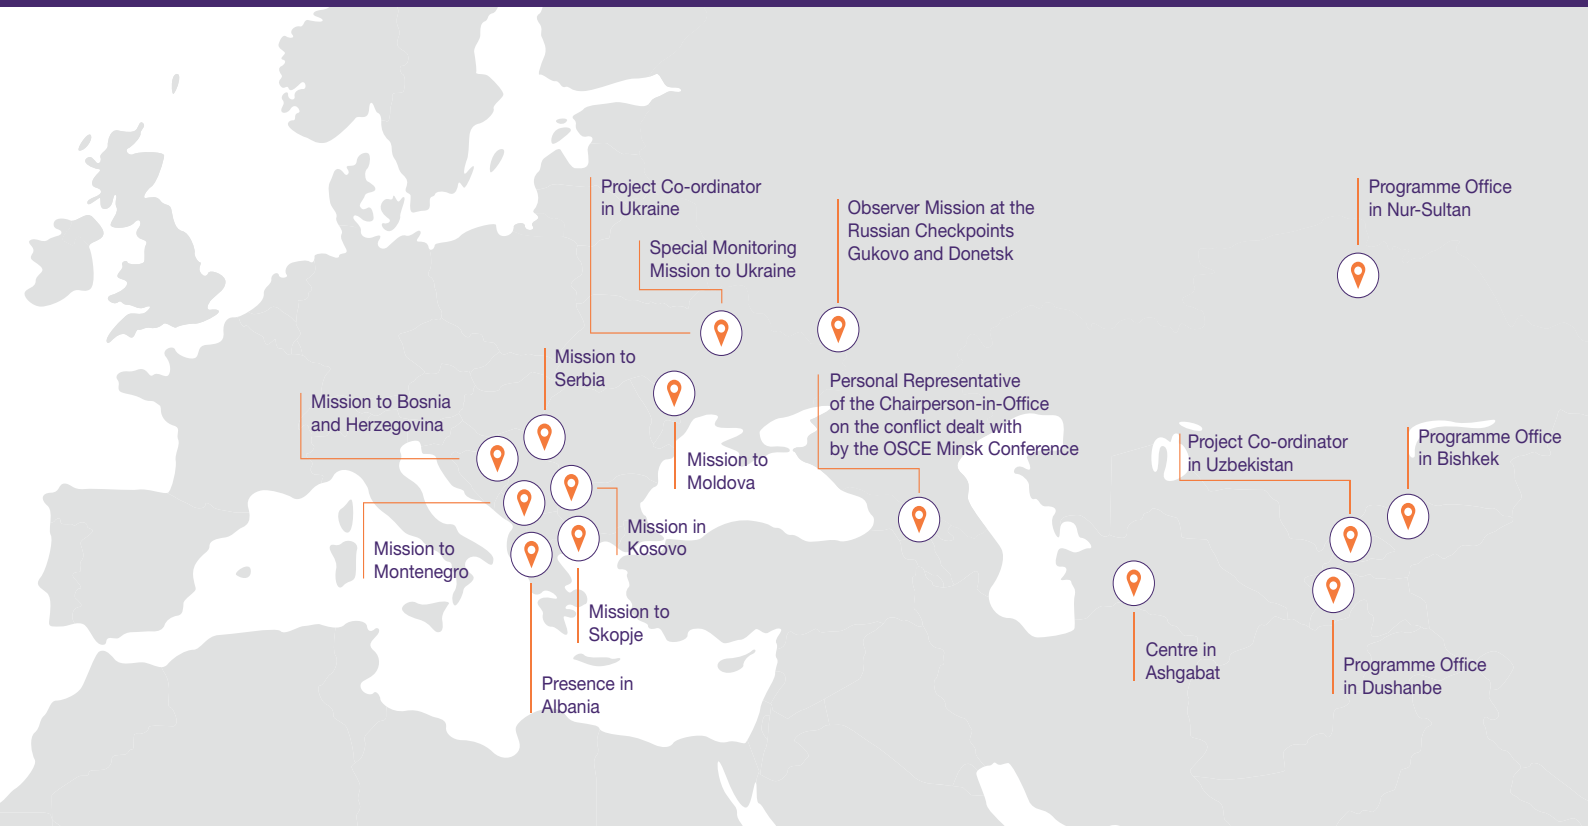 Project Co-ordinator
in Ukraine
Special Monitoring
Mission to Ukraine
Observer Mission at the
Russian Checkpoints
Gukovo and Donetsk
Programme Office
in Nur-Sultan
Mission to
Serbia
Mission to Bosnia
and Herzegovina
Personal Representative
of the Chairperson-in-Office
on the conflict dealt with
by the OSCE Minsk Conference
Mission to
Moldova
Project Co-ordinator
in Uzbekistan
Programme Office
in Bishkek
Mission in
Kosovo
Mission to
Montenegro
Mission to
Skopje
Presence in
Albania
Centre in
Ashgabat
Programme Office
in Dushanbe